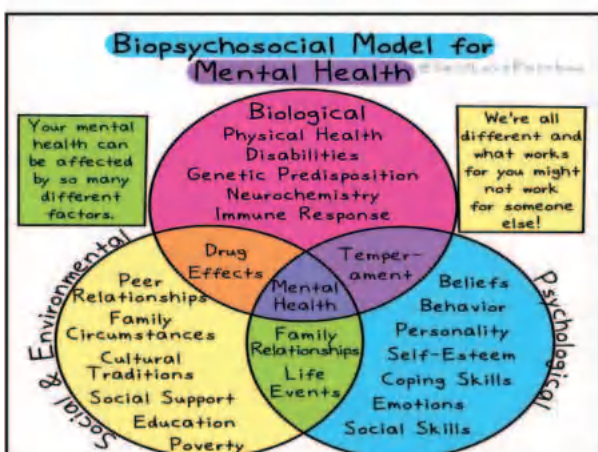 Biopsychosocial Model for
Mental Health
Your mental
health can
be affected
by so many
different
factors.
We're all
different and
what works
for you might
not work
for someone
else!
Biological
Physical Health
Disabilities
Genetic Predisposition
Neurochemistry
Immune Response
Drug
Effects
Temper-
ament
Mental
Health
Social & Environmental
Peer
Relationships
Family
Circumstances
Cultural
Traditions
Social Support
Education
Poverty
Family
Relationships
Life
Events
Psychological
Beliefs
Behavior
Personality
Self-Esteem
Coping Skills
Emotions
Social Skills